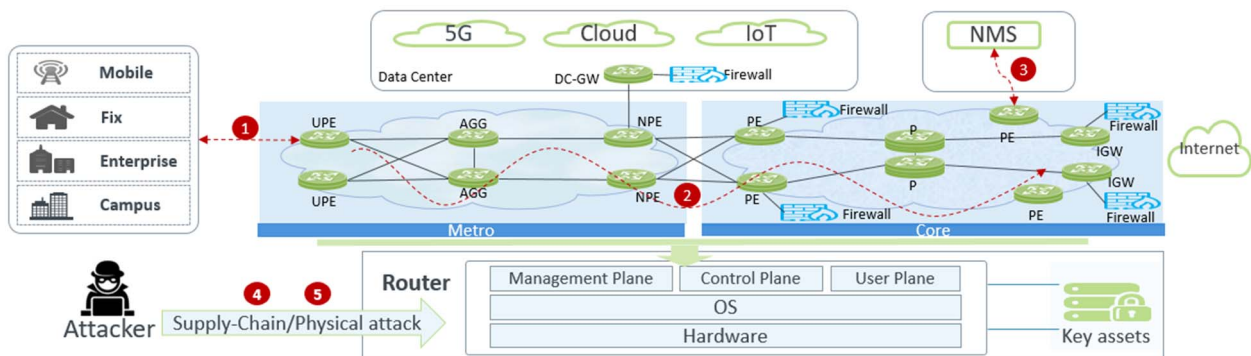 5G
Cloud
IoT
NMS
Mobile
Fix
Enterprise
Campus
Data Center
DC-GW
Firewall
3
1
UPE
AGG
NPE
PE
Firewall
P
PE
Firewall
IGW
Internet
UPE
AGG
NPE
2
PE
Firewall
P
PE
IGW
Firewall
Metro
Core
Router
Management Plane
Control Plane
User Plane
OS
Hardware
Key assets
4
5
Attacker
Supply-Chain/Physical attack